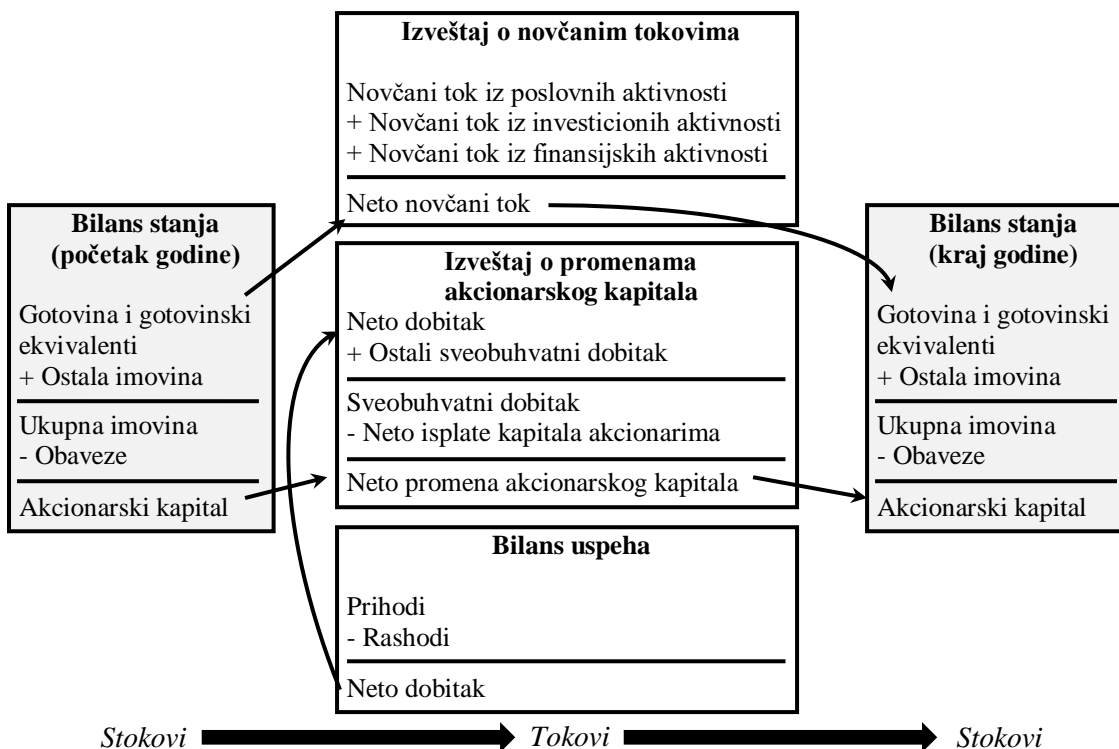 Izveštaj o novčanim tokovima
Novčani tok iz poslovnih aktivnosti
+ Novčani tok iz investicionih aktivnosti
+ Novčani tok iz finansijskih aktivnosti
Neto novčani tok
Bilans stanja
(početak godine)
Gotovina i gotovinski
ekvivalenti
+ Ostala imovina
Ukupna imovina
- Obaveze
Akcionarski kapital
Izveštaj o promenama
akcionarskog kapitala
Neto dobitak
+ Ostali sveobuhvatni dobitak
Sveobuhvatni dobitak
- Neto isplate kapitala akcionarima
Neto promena akcionarskog kapitala
Bilans uspeha
Prihodi
- Rashodi
Neto dobitak
Bilans stanja
(kraj godine)
Gotovina i gotovinski
ekvivalenti
+ Ostala imovina
Ukupna imovina
- Obaveze
Akcionarski kapital
Stokovi
Tokovi
Stokovi